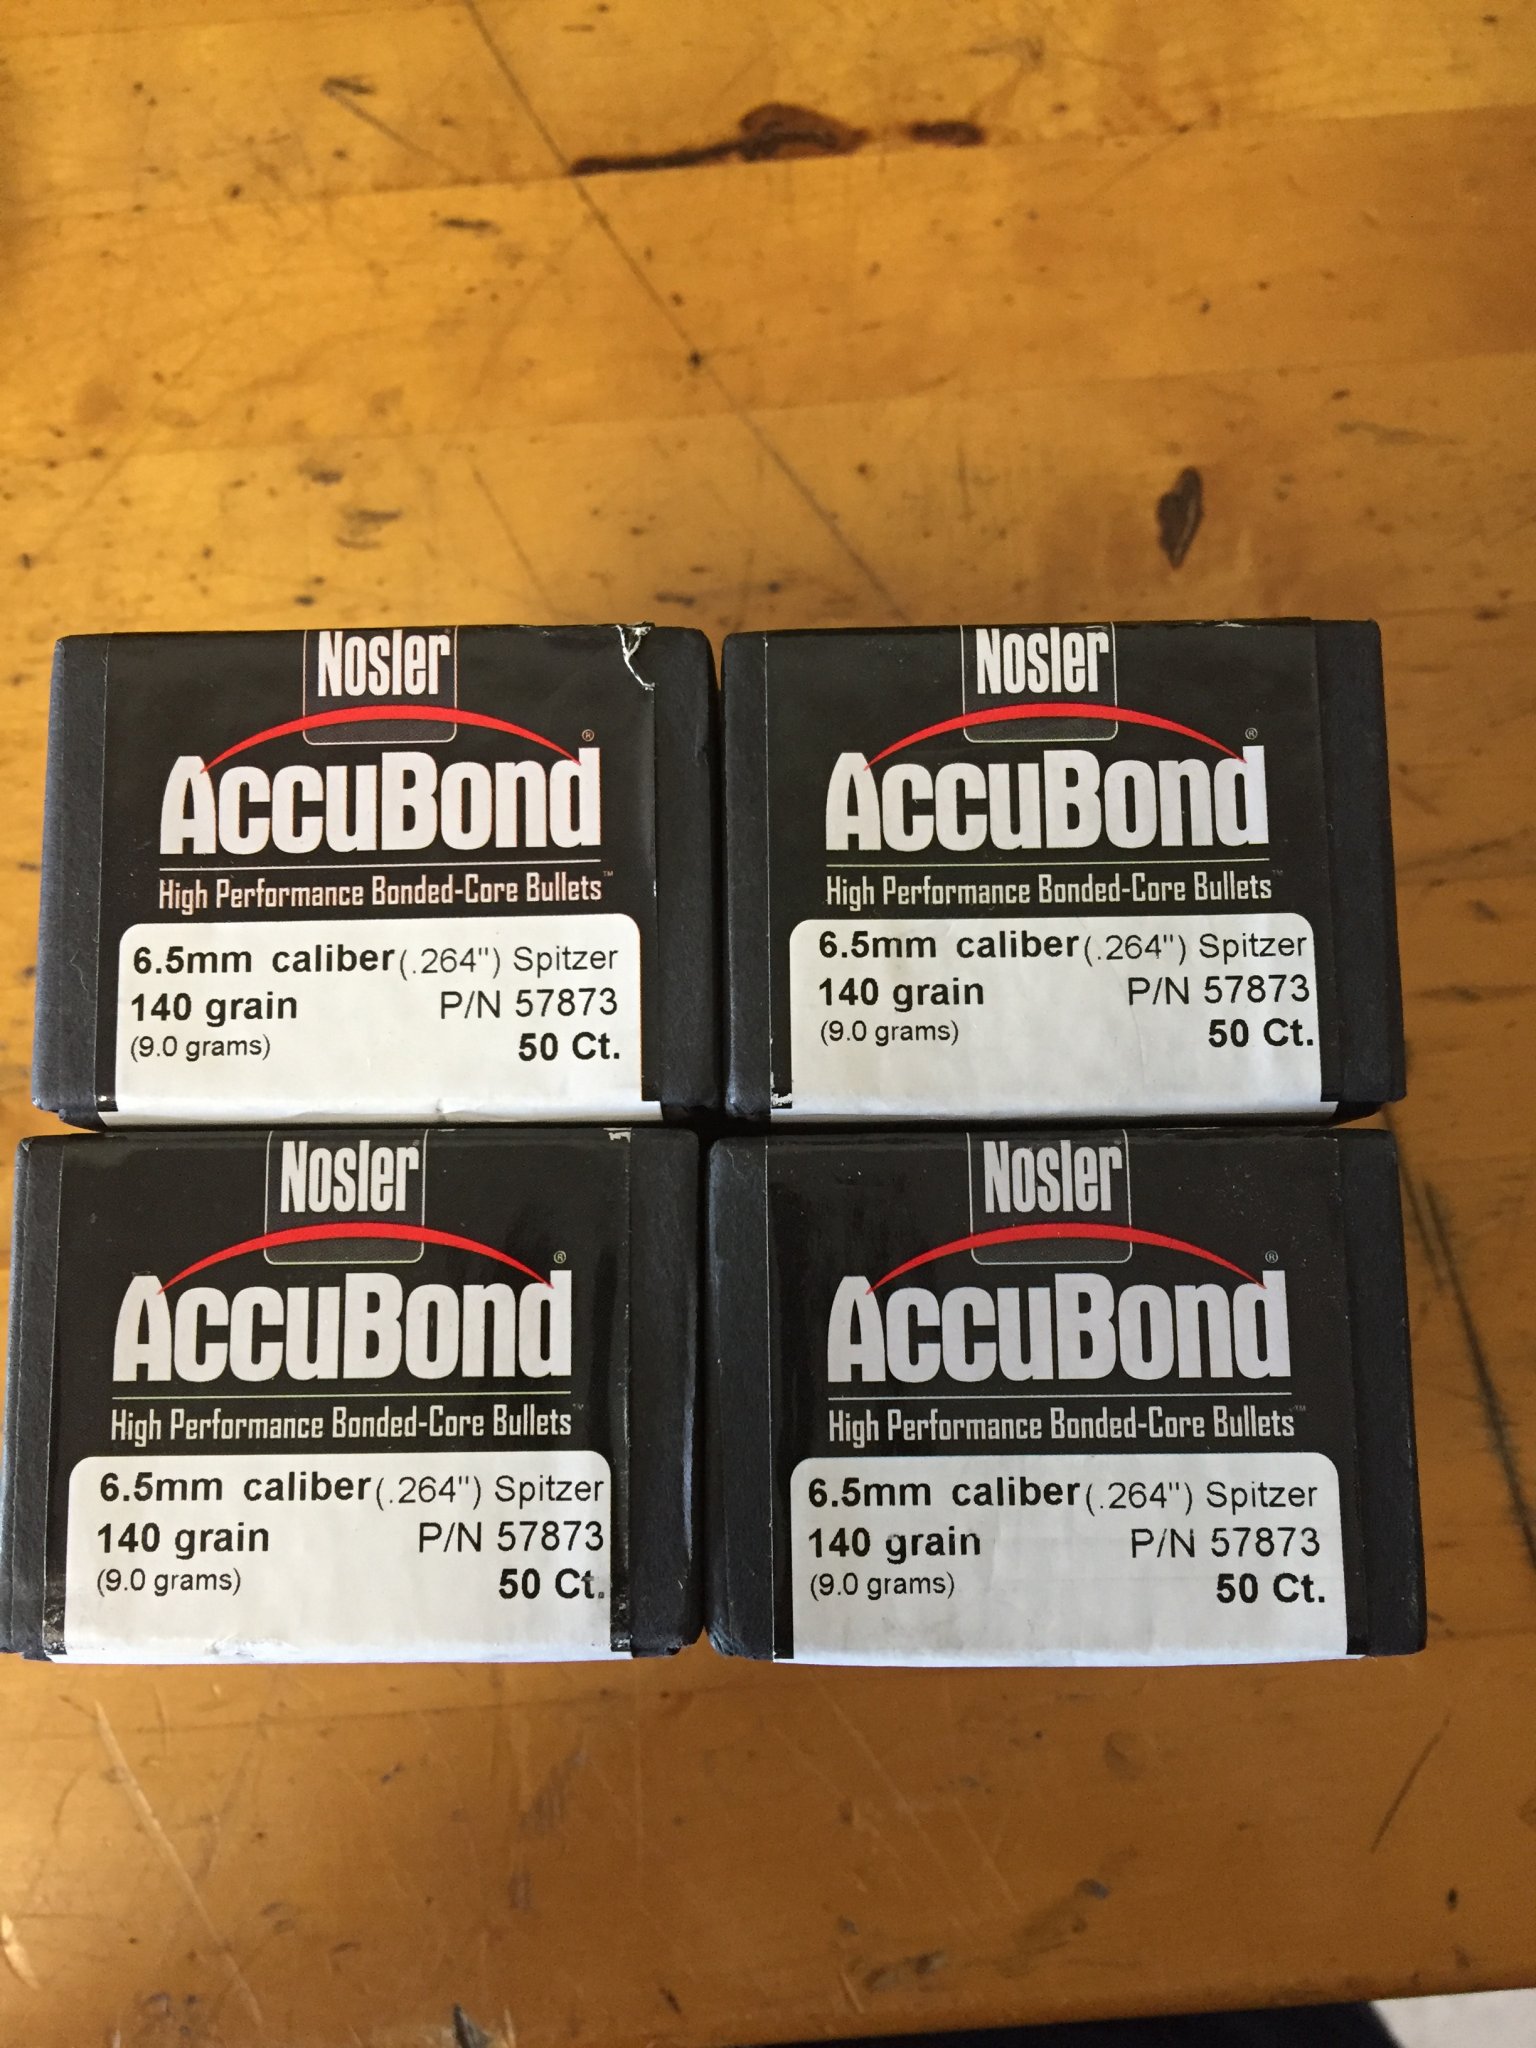 Nosler
AccuBond®
High Performance Bonded-Core Bullets™
6.5mm caliber (.264") Spitzer
140 grain P/N 57873
(9.0 grams) 50 Ct.
Nosler
AccuBond®
High Performance Bonded-Core Bullets™
6.5mm caliber (.264") Spitzer
140 grain P/N 57873
(9.0 grams) 50 Ct.
Nosler
AccuBond®
High Performance Bonded-Core Bullets™
6.5mm caliber (.264") Spitzer
140 grain P/N 57873
(9.0 grams) 50 Ct.
Nosler
AccuBond®
High Performance Bonded-Core Bullets™
6.5mm caliber (.264") Spitzer
140 grain P/N 57873
(9.0 grams) 50 Ct.